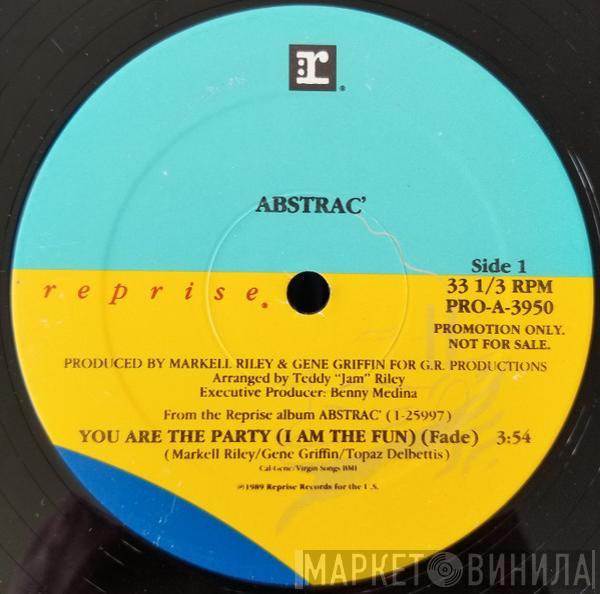 :r
®
ABSTRAC'
Side 1
reprise®
33 1/3 RPM
PRO-A-3950
PROMOTION ONLY.
NOT FOR SALE.
PRODUCED BY MARKELL RILEY & GENE GRIFFIN FOR G.R. PRODUCTIONS
Arranged by Teddy "Jam" Riley
Executive Producer: Benny Medina
From the Reprise album ABSTRAC' (1-25997)
YOU ARE THE PARTY (I AM THE FUN) (Fade) 3:54
(Markell Riley/Gene Griffin/Topaz Delbettis)
Cal-Gene/Virgin Songs BMI
℗1989 Reprise Records for the U.S.
МАРКЕТ ВИНИЛА